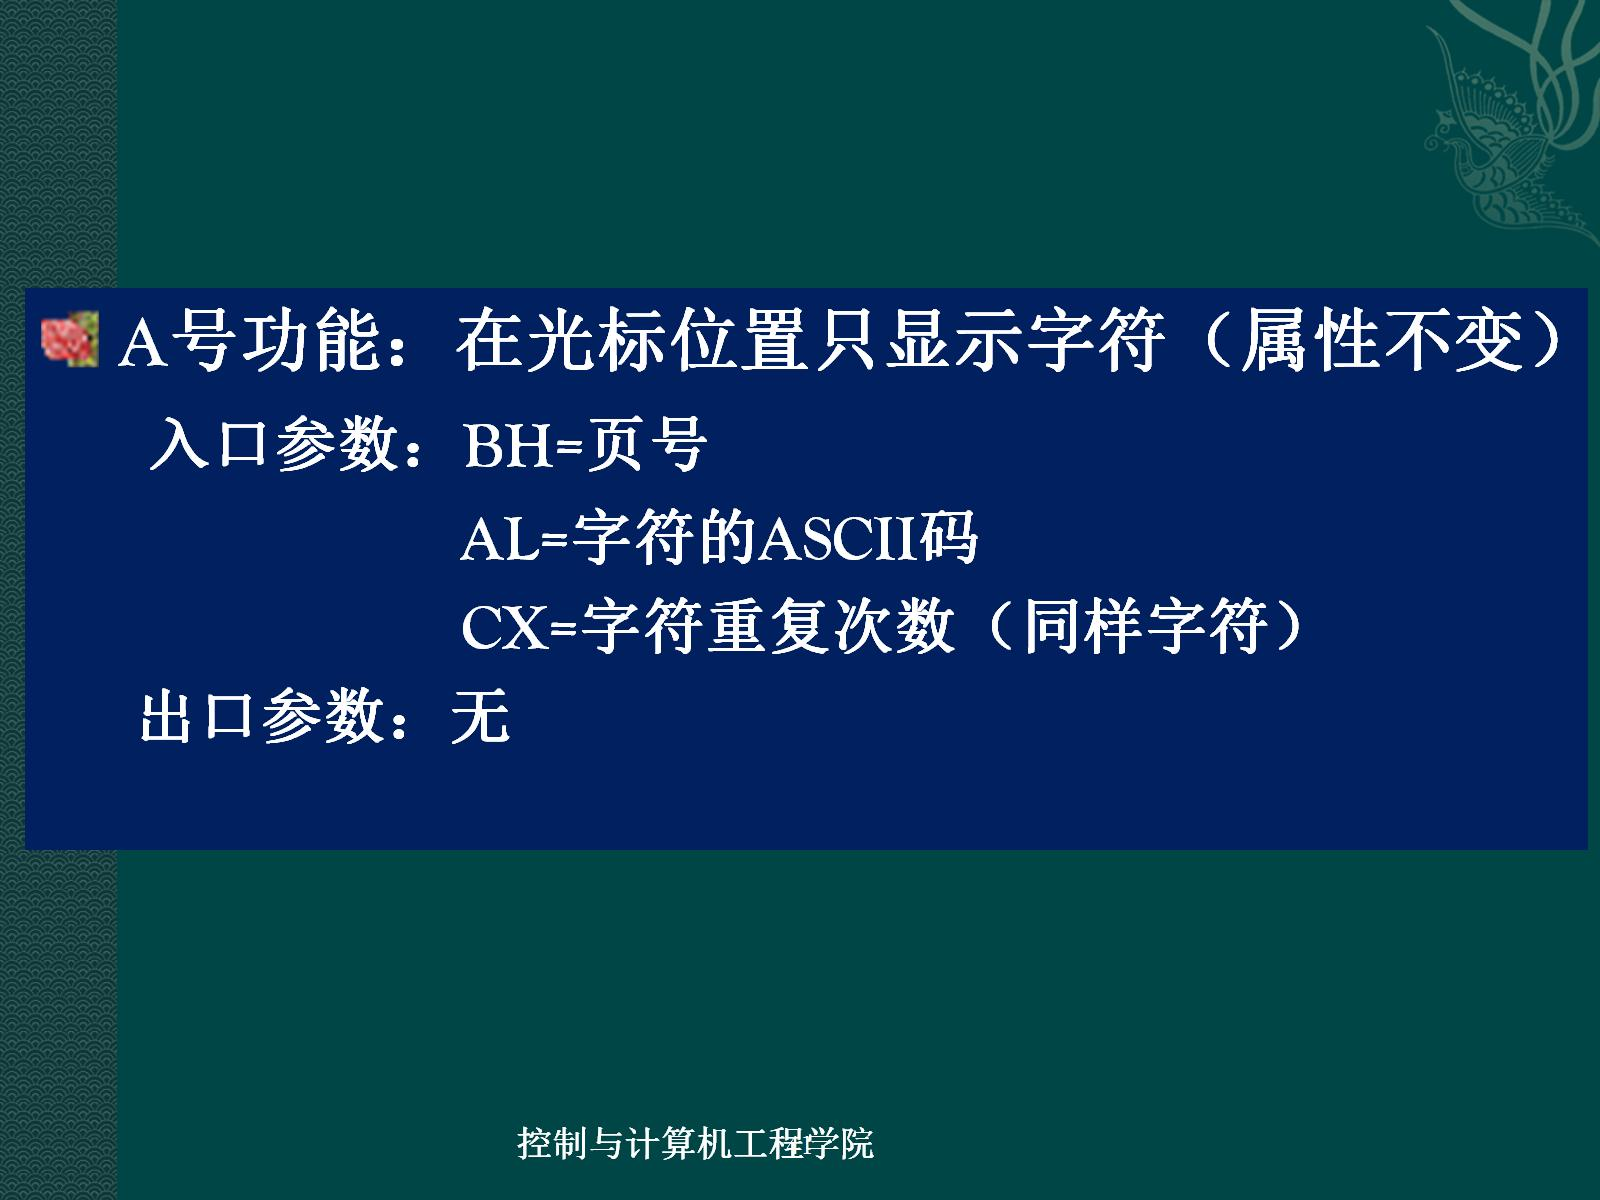 A号功能：在光标位置只显示字符（属性不变）
入口参数：BH=页号
AL=字符的ASCII码
CX=字符重复次数（同样字符）
出口参数：无
控制与计算机工程学院